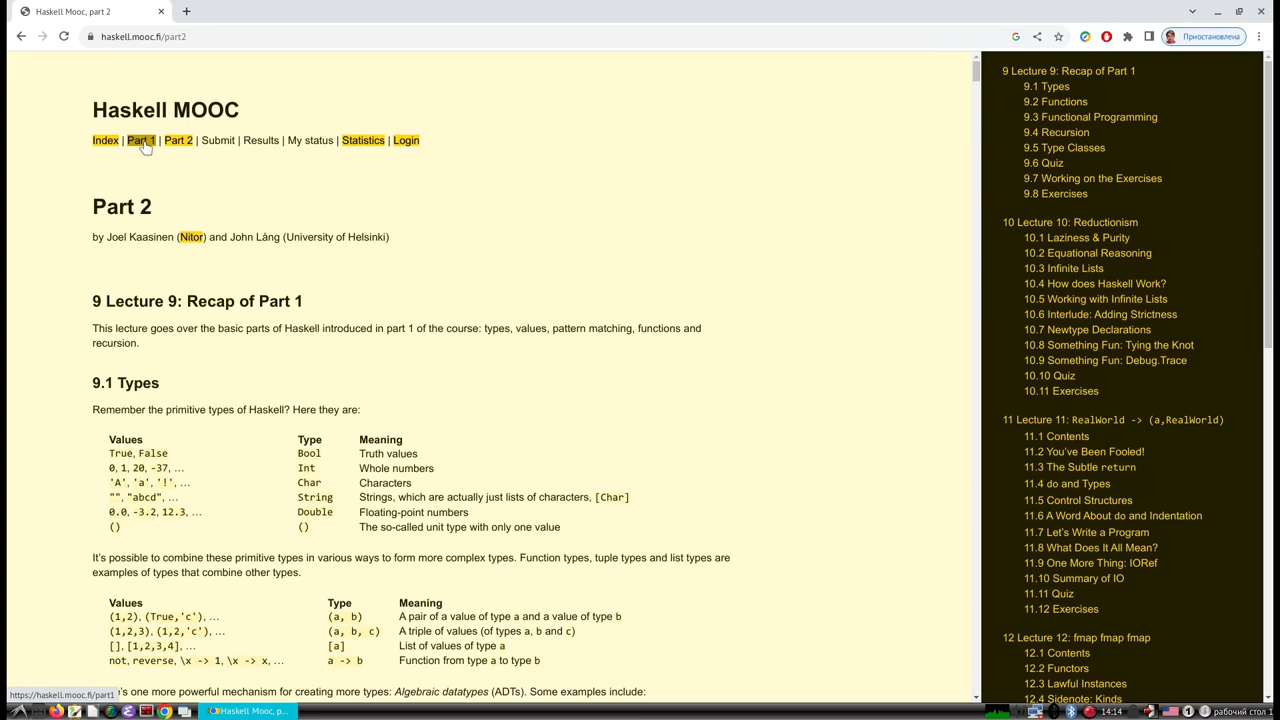 Haskell Mooc, part 2
haskell.mooc.fi/part2
Приостановлена
Haskell MOOC
Index | Part 1 | Part 2 | Submit | Results | My status | Statistics | Login
Part 2
by Joel Kaasinen (Nitor) and John Lång (University of Helsinki)
9 Lecture 9: Recap of Part 1
This lecture goes over the basic parts of Haskell introduced in part 1 of the course: types, values, pattern matching, functions and
recursion.
9.1 Types
Remember the primitive types of Haskell? Here they are:
Values Type Meaning
True, False Bool Truth values
0, 1, 20, -37, … Int Whole numbers
'A', 'a', '!', … Char Characters
"", "abcd", … String Strings, which are actually just lists of characters, [Char]
0.0, -3.2, 12.3, … Double Floating-point numbers
() () The so-called unit type with only one value
It's possible to combine these primitive types in various ways to form more complex types. Function types, tuple types and list types are
examples of types that combine other types.
Values Type Meaning
(1,2), (True,'c'), … (a, b) A pair of a value of type a and a value of type b
(1,2,3), (1,2,'c'), … (a, b, c) A triple of values (of types a, b and c)
[], [1,2,3,4], … [a] List of values of type a
not, reverse, \x -> 1, \x -> x, … a -> b Function from type a to type b
's one more powerful mechanism for creating more types: Algebraic datatypes (ADTs). Some examples include:
https://haskell.mooc.fi/part1
9 Lecture 9: Recap of Part 1
9.1 Types
9.2 Functions
9.3 Functional Programming
9.4 Recursion
9.5 Type Classes
9.6 Quiz
9.7 Working on the Exercises
9.8 Exercises
10 Lecture 10: Reductionism
10.1 Laziness & Purity
10.2 Equational Reasoning
10.3 Infinite Lists
10.4 How does Haskell Work?
10.5 Working with Infinite Lists
10.6 Interlude: Adding Strictness
10.7 Newtype Declarations
10.8 Something Fun: Tying the Knot
10.9 Something Fun: Debug.Trace
10.10 Quiz
10.11 Exercises
11 Lecture 11: RealWorld -> (a,RealWorld)
11.1 Contents
11.2 You've Been Fooled!
11.3 The Subtle return
11.4 do and Types
11.5 Control Structures
11.6 A Word About do and Indentation
11.7 Let's Write a Program
11.8 What Does It All Mean?
11.9 One More Thing: IORef
11.10 Summary of IO
11.11 Quiz
11.12 Exercises
12 Lecture 12: fmap fmap fmap
12.1 Contents
12.2 Functors
12.3 Lawful Instances
12.4 Sidenote: Kinds
Haskell Mooc, p...
14:14
1
рабочий стол 1